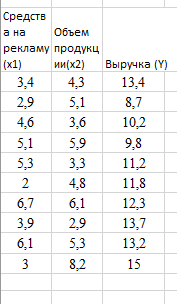 Средств Объем
а на продукц
рекламу ии(x2) Выручка (Y)
(x1)
3,4 4,3 13,4
2,9 5,1 8,7
4,6 3,6 10,2
5,1 5,9 9,8
5,3 3,3 11,2
2 4,8 11,8
6,7 6,1 12,3
3,9 2,9 13,7
6,1 5,3 13,2
3 8,2 15